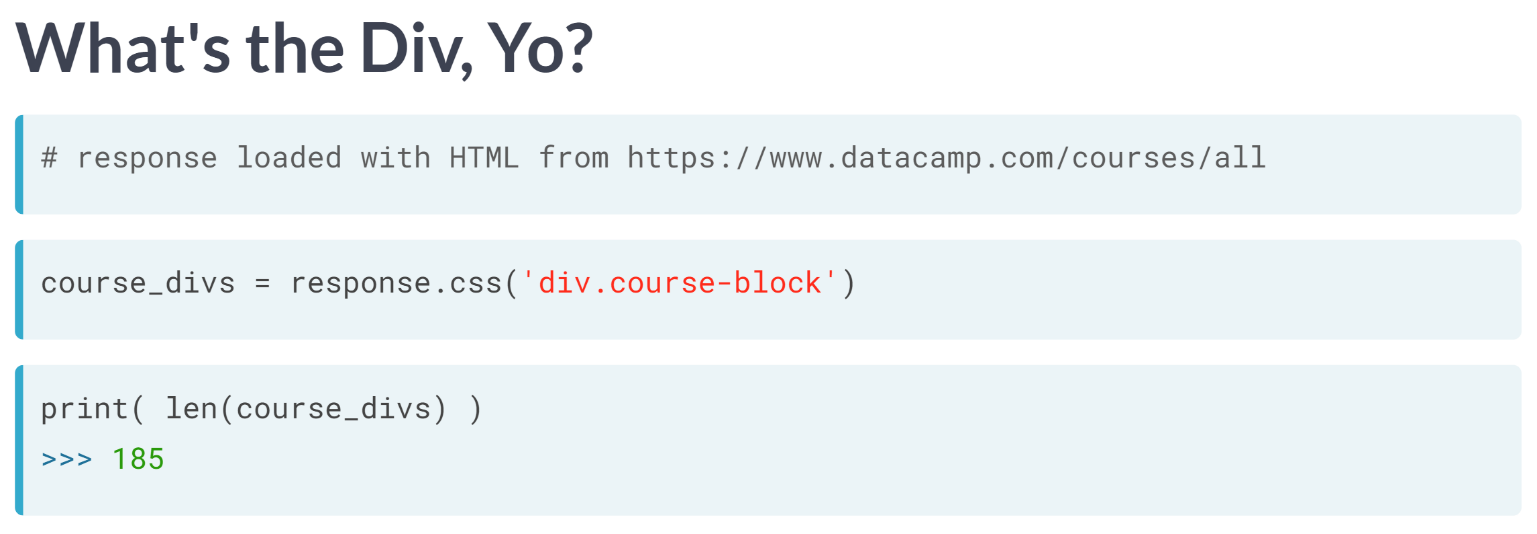 What's the Div, Yo?
# response loaded with HTML from https://www.datacamp.com/courses/all
course_divs = response.css('div.course-block')
print( len(course_divs) )
>>> 185